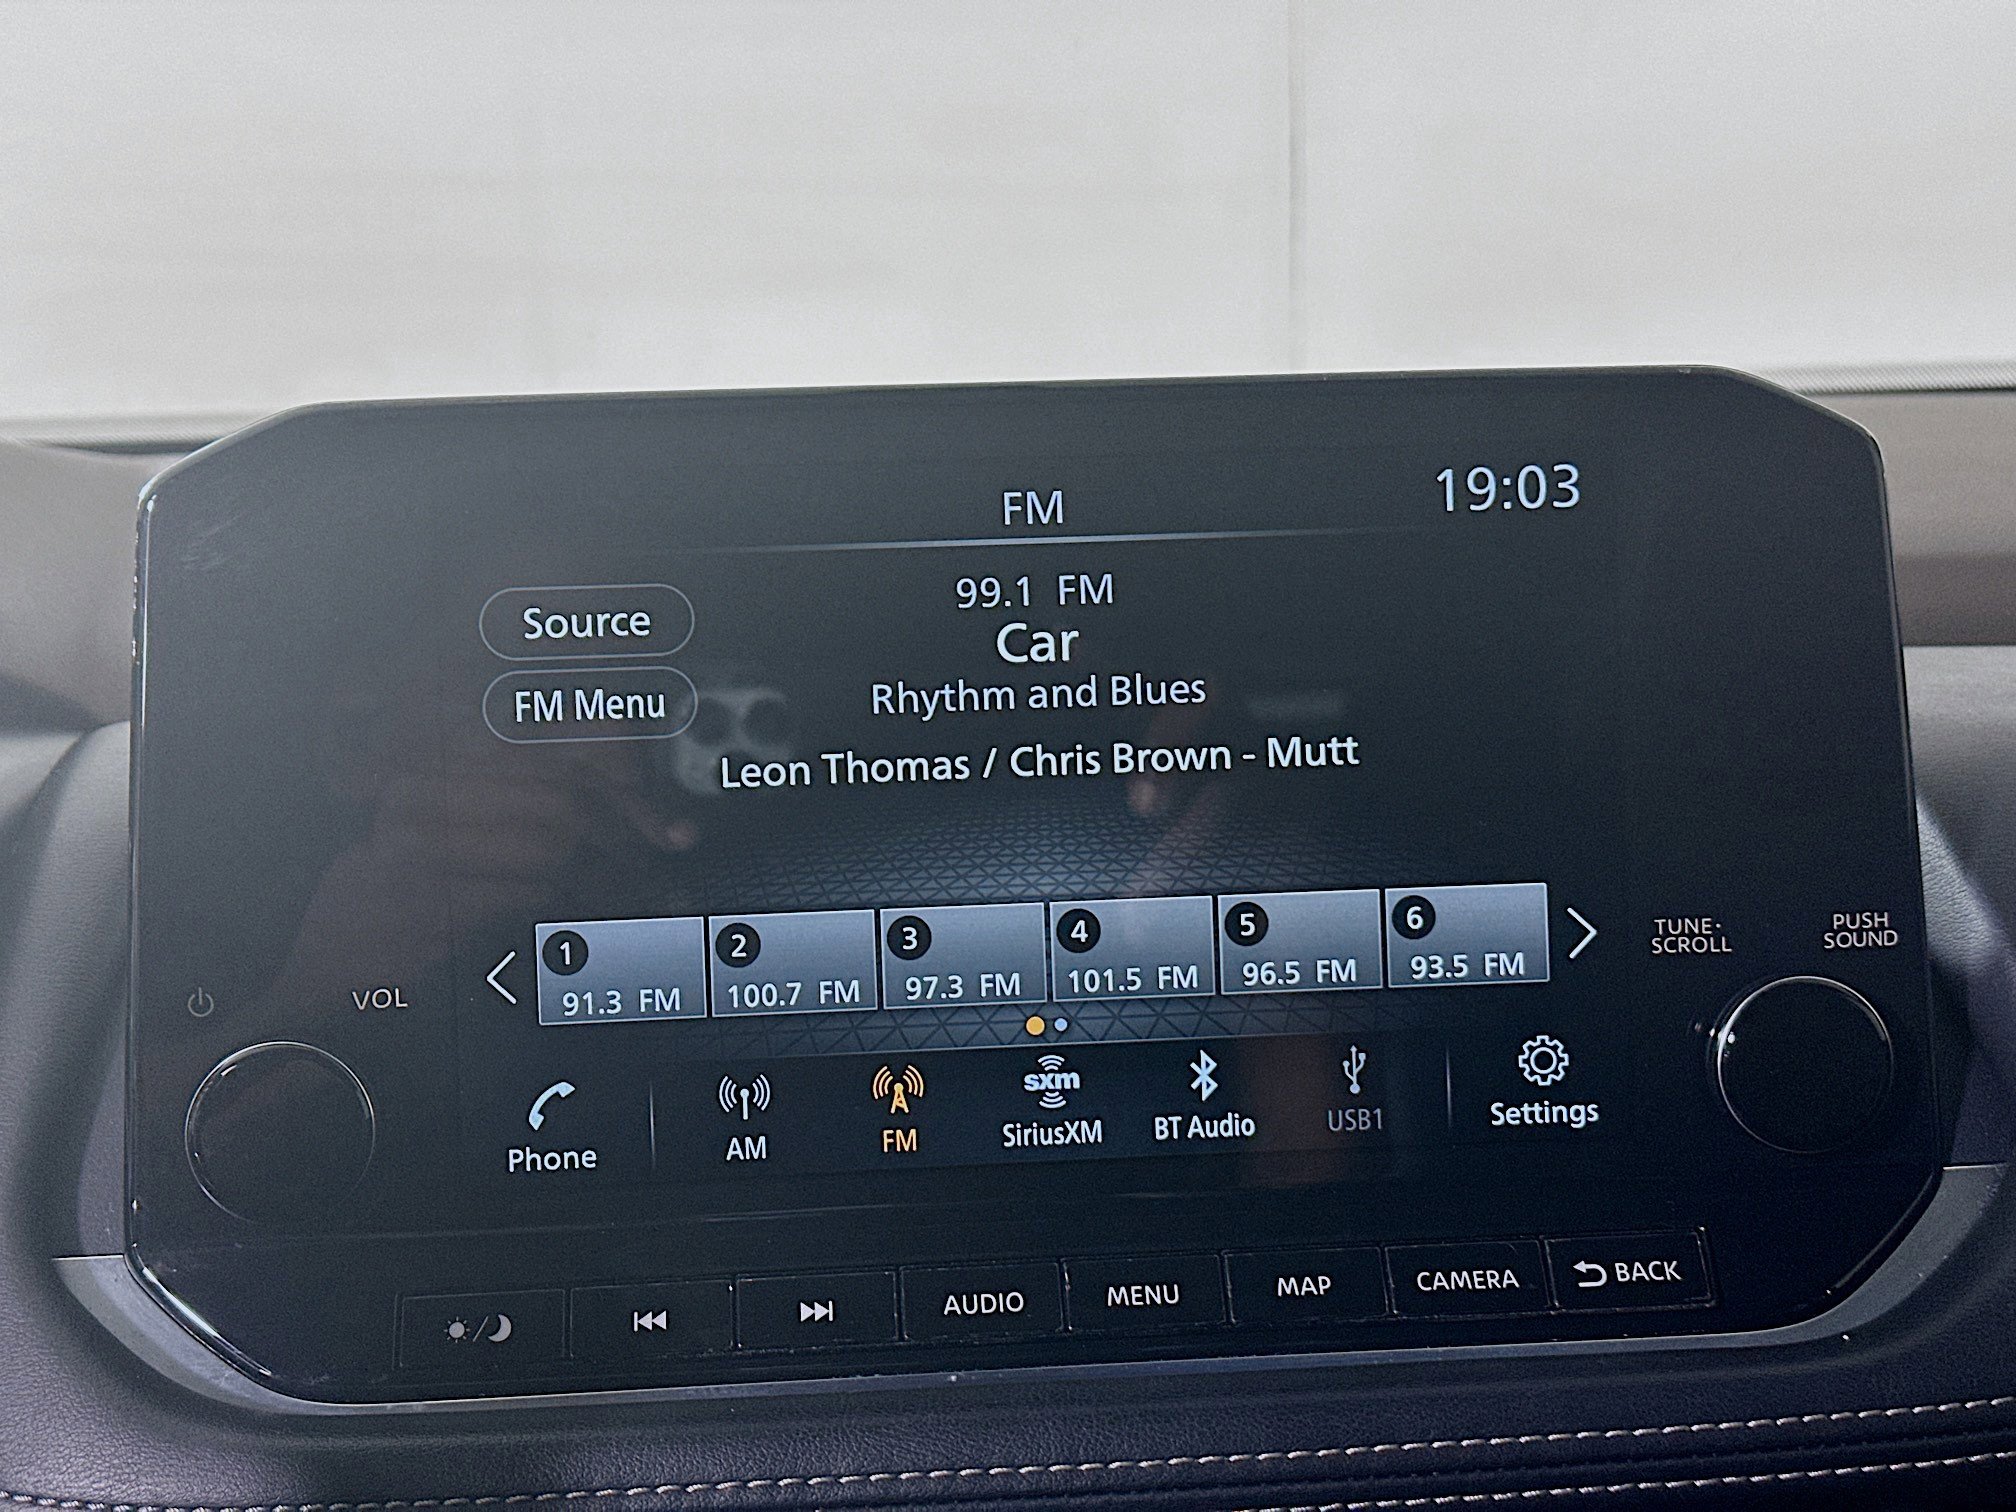 FM
19:03
Source
99.1 FM
Car
FM Menu
Rhythm and Blues
Leon Thomas / Chris Brown - Mutt
VOL
TUNE·
SCROLL
PUSH
SOUND
1
91.3 FM
2
100.7 FM
3
97.3 FM
4
101.5 FM
5
96.5 FM
6
93.5 FM
Phone
AM
FM
sxm
SiriusXM
BT Audio
USB1
Settings
AUDIO
MENU
MAP
CAMERA
BACK